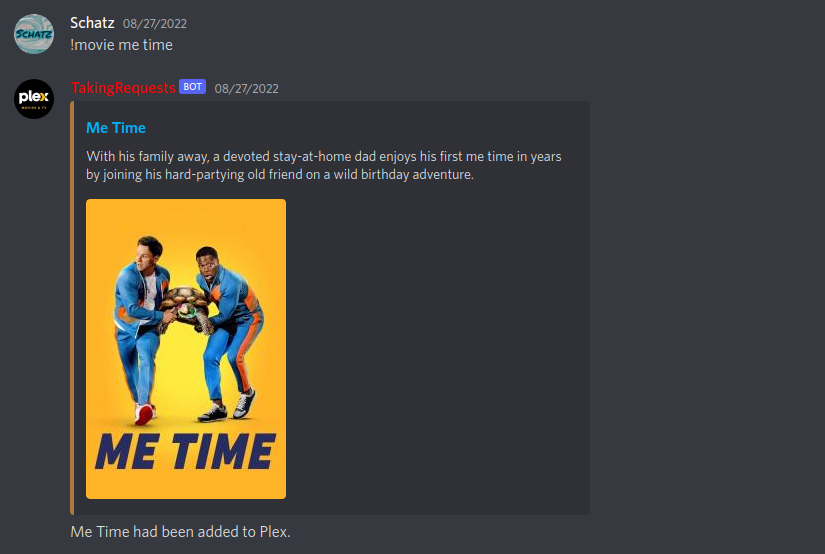 Schatz 08/27/2022
SCHATZ
!movie me time
TakingRequests BOT 08/27/2022
plex
MOVIES & TV
Me Time
With his family away, a devoted stay-at-home dad enjoys his first me time in years
by joining his hard-partying old friend on a wild birthday adventure.
ME TIME
Me Time had been added to Plex.